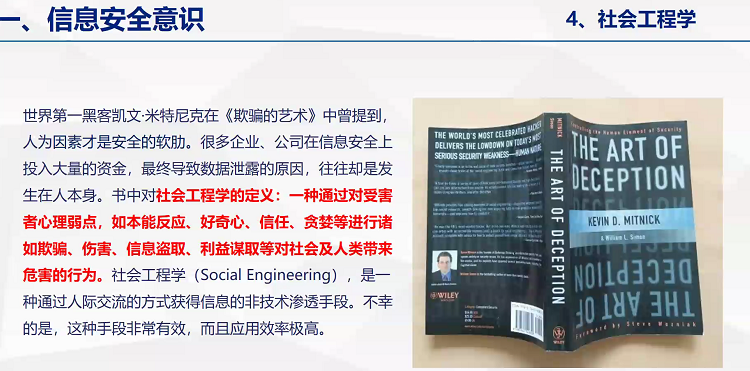 一、信息安全意识
4、社会工程学
世界第一黑客凯文·米特尼克在《欺骗的艺术》中曾提到，
人为因素才是安全的软肋。很多企业、公司在信息安全上
投入大量的资金，最终导致数据泄露的原因，往往却是发
生在人本身。书中对社会工程学的定义：一种通过对受害
者心理弱点，如本能反应、好奇心、信任、贪婪等进行诸
如欺骗、伤害、信息盗取、利益谋取等对社会及人类带来
危害的行为。社会工程学（Social Engineering），是一
种通过人际交流的方式获得信息的非技术渗透手段。不幸
的是，这种手段非常有效，而且应用效率极高。
THE WORLD'S MOST CELEBRATED HACKER
DELIVERS THE LOWDOWN ON TODAY'S MOST
SERIOUS SECURITY WEAKNESS—HUMAN NATURE
WILEY
MITNICK
Simon
THE ART OF DECEPTION
WILEY
Controlling the Human Element of Security
THE ART OF
DECEPTION
KEVIN D. MITNICK
& William L. Simon
THE ART OF
DECEPTION
Foreword by Steve Wozniak